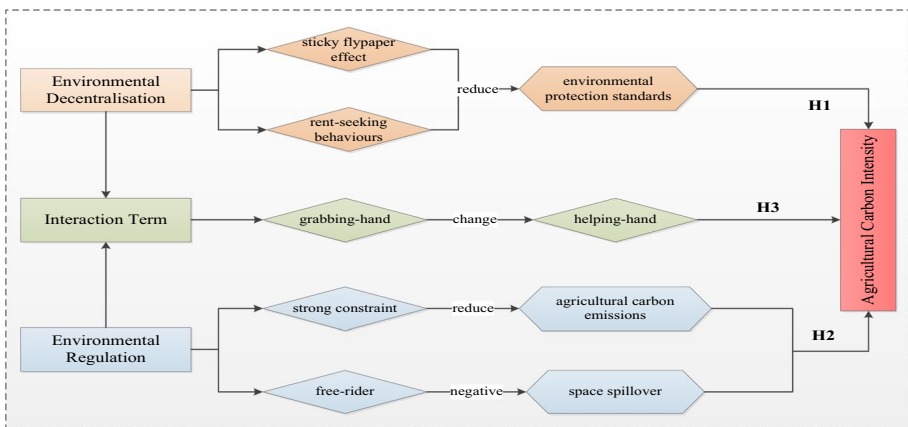 sticky flypaper
effect
Environmental
Decentralisation
reduce
environmental
protection standards
H1
rent-seeking
behaviours
Interaction Term
grabbing-hand
change
helping-hand
H3
Agricultural Carbon Intensity
strong constraint
reduce
agricultural carbon
emissions
Environmental
Regulation
H2
free-rider
negative
space spillover